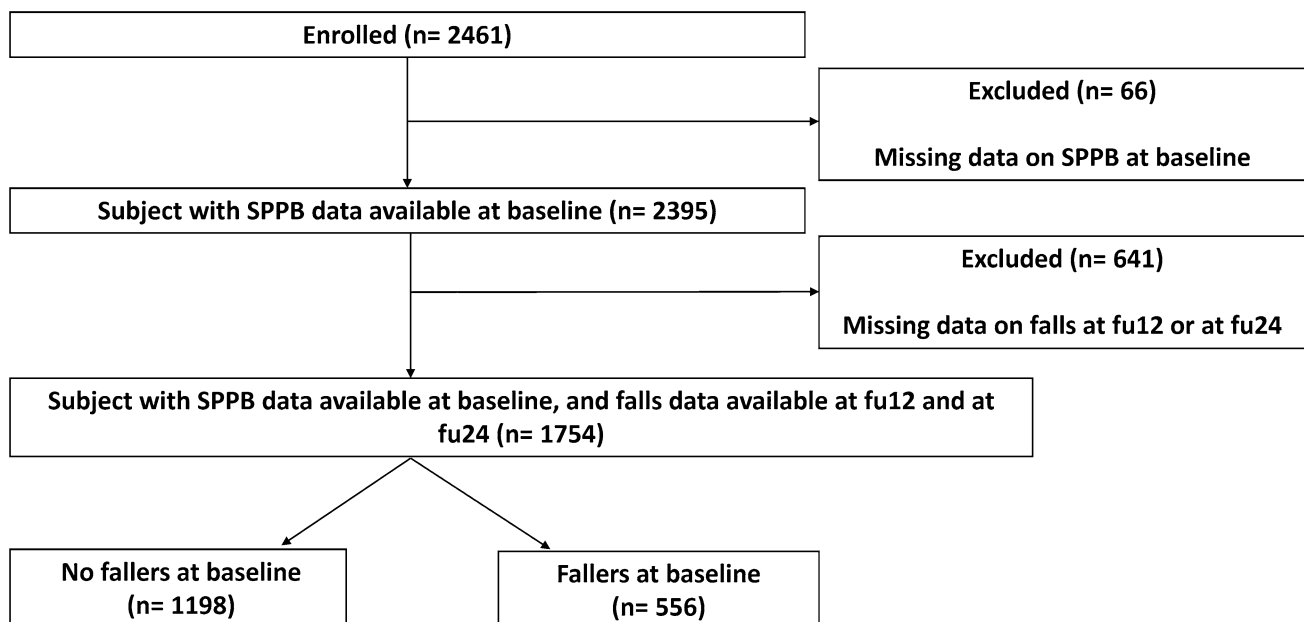 Enrolled (n= 2461)
Excluded (n= 66)
Missing data on SPPB at baseline
Subject with SPPB data available at baseline (n= 2395)
Excluded (n= 641)
Missing data on falls at fu12 or at fu24
Subject with SPPB data available at baseline, and falls data available at fu12 and at
fu24 (n= 1754)
No fallers at baseline
(n= 1198)
Fallers at baseline
(n= 556)